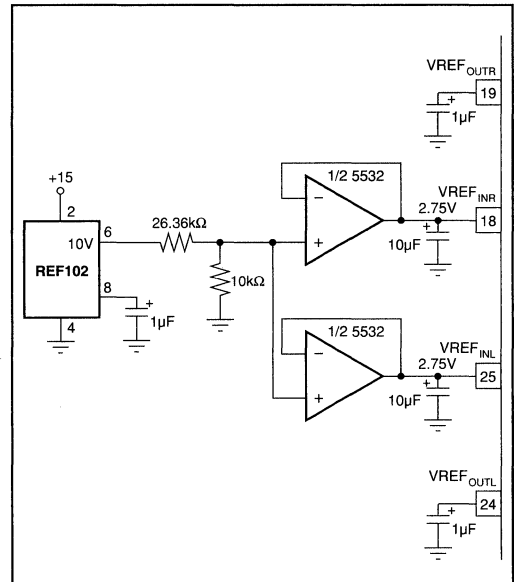 VREF OUTR
19
+
1µF
+15
2
1/2 5532
VREF INR
2.75V
18
−
+
10µF
+
6
26.36kΩ
10V
REF102
10kΩ
8
+
1µF
4
1/2 5532
VREF INL
2.75V
25
−
+
10µF
+
VREF OUTL
24
+
1µF